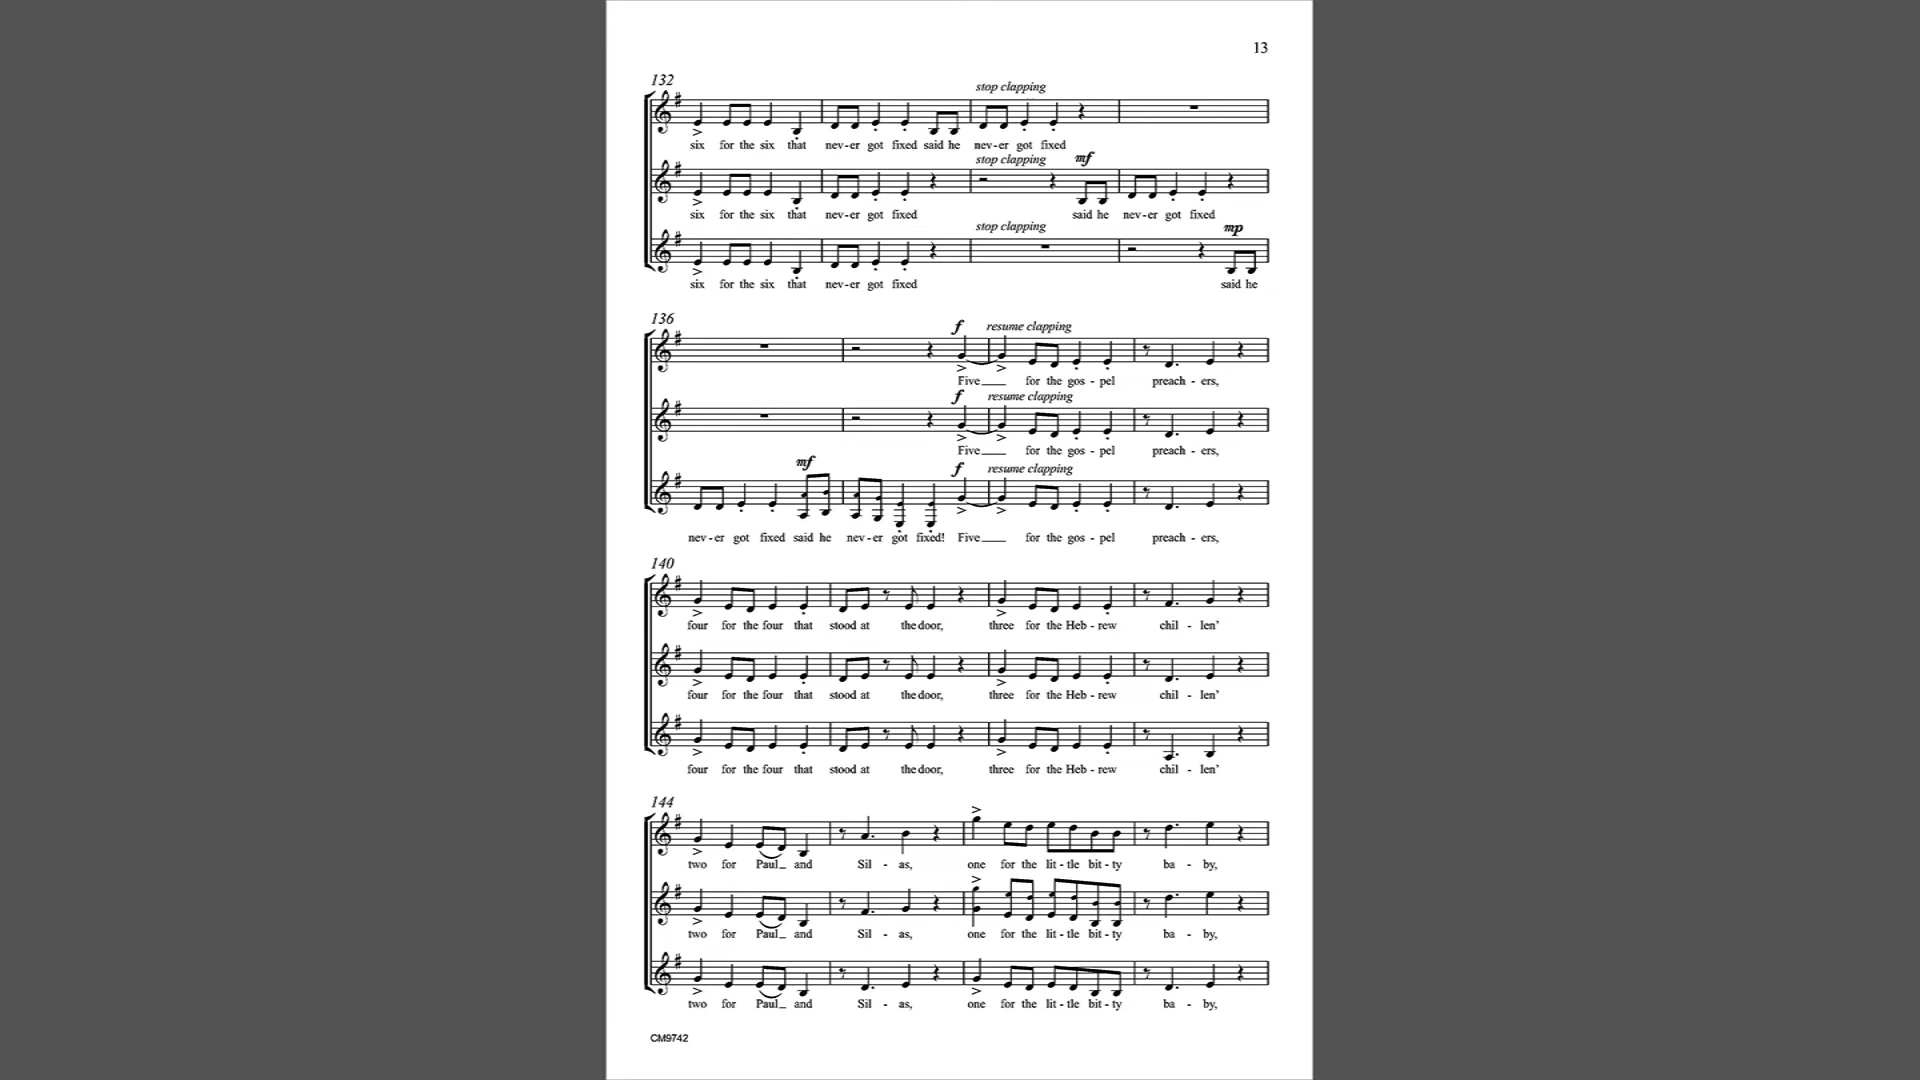 13
132
stop clapping
six for the six that nev-er got fixed said he nev-er got fixed
stop clapping mf
six for the six that nev-er got fixed said he nev-er got fixed
stop clapping mp
six for the six that nev-er got fixed said he
136
f resume clapping
Five for the gos - pel preach - ers,
f resume clapping
Five for the gos - pel preach - ers,
mf f resume clapping
nev-er got fixed said he nev-er got fixed! Five for the gos - pel preach - ers,
140
four for the four that stood at the door, three for the Heb - rew chil - len'
four for the four that stood at the door, three for the Heb - rew chil - len'
four for the four that stood at the door, three for the Heb - rew chil - len'
144
two for Paul and Sil - as, one for the lit - tle bit - ty ba - by,
two for Paul and Sil - as, one for the lit - tle bit - ty ba - by,
two for Paul and Sil - as, one for the lit - tle bit - ty ba - by,
CM9742